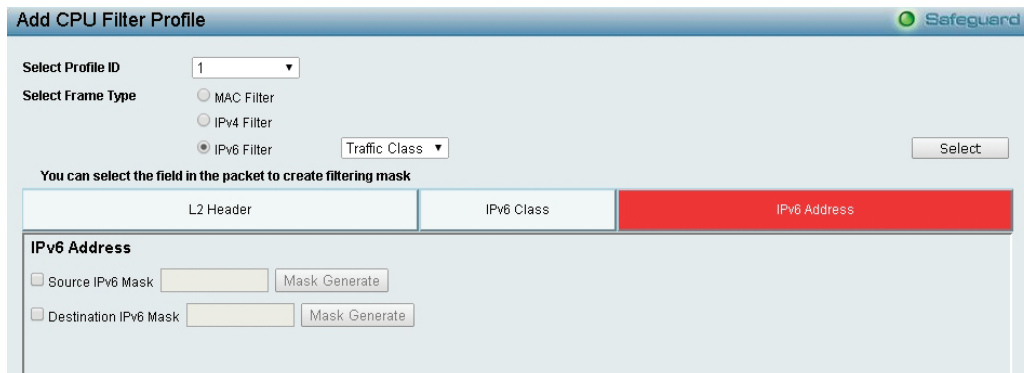 Add CPU Filter Profile
Safeguard
Select Profile ID
1
Select Frame Type
MAC Filter
IPv4 Filter
IPv6 Filter
Traffic Class
Select
You can select the field in the packet to create filtering mask
L2 Header
IPv6 Class
IPv6 Address
IPv6 Address
Source IPv6 Mask
Mask Generate
Destination IPv6 Mask
Mask Generate